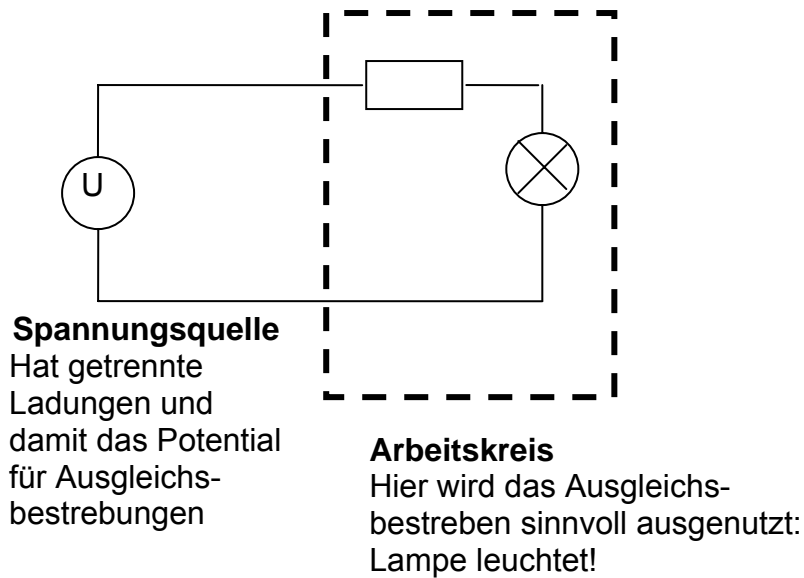 U
Spannungsquelle
Hat getrennte
Ladungen und
damit das Potential
für Ausgleichs-
bestrebungen
Arbeitskreis
Hier wird das Ausgleichs-
bestreben sinnvoll ausgenutzt:
Lampe leuchtet!